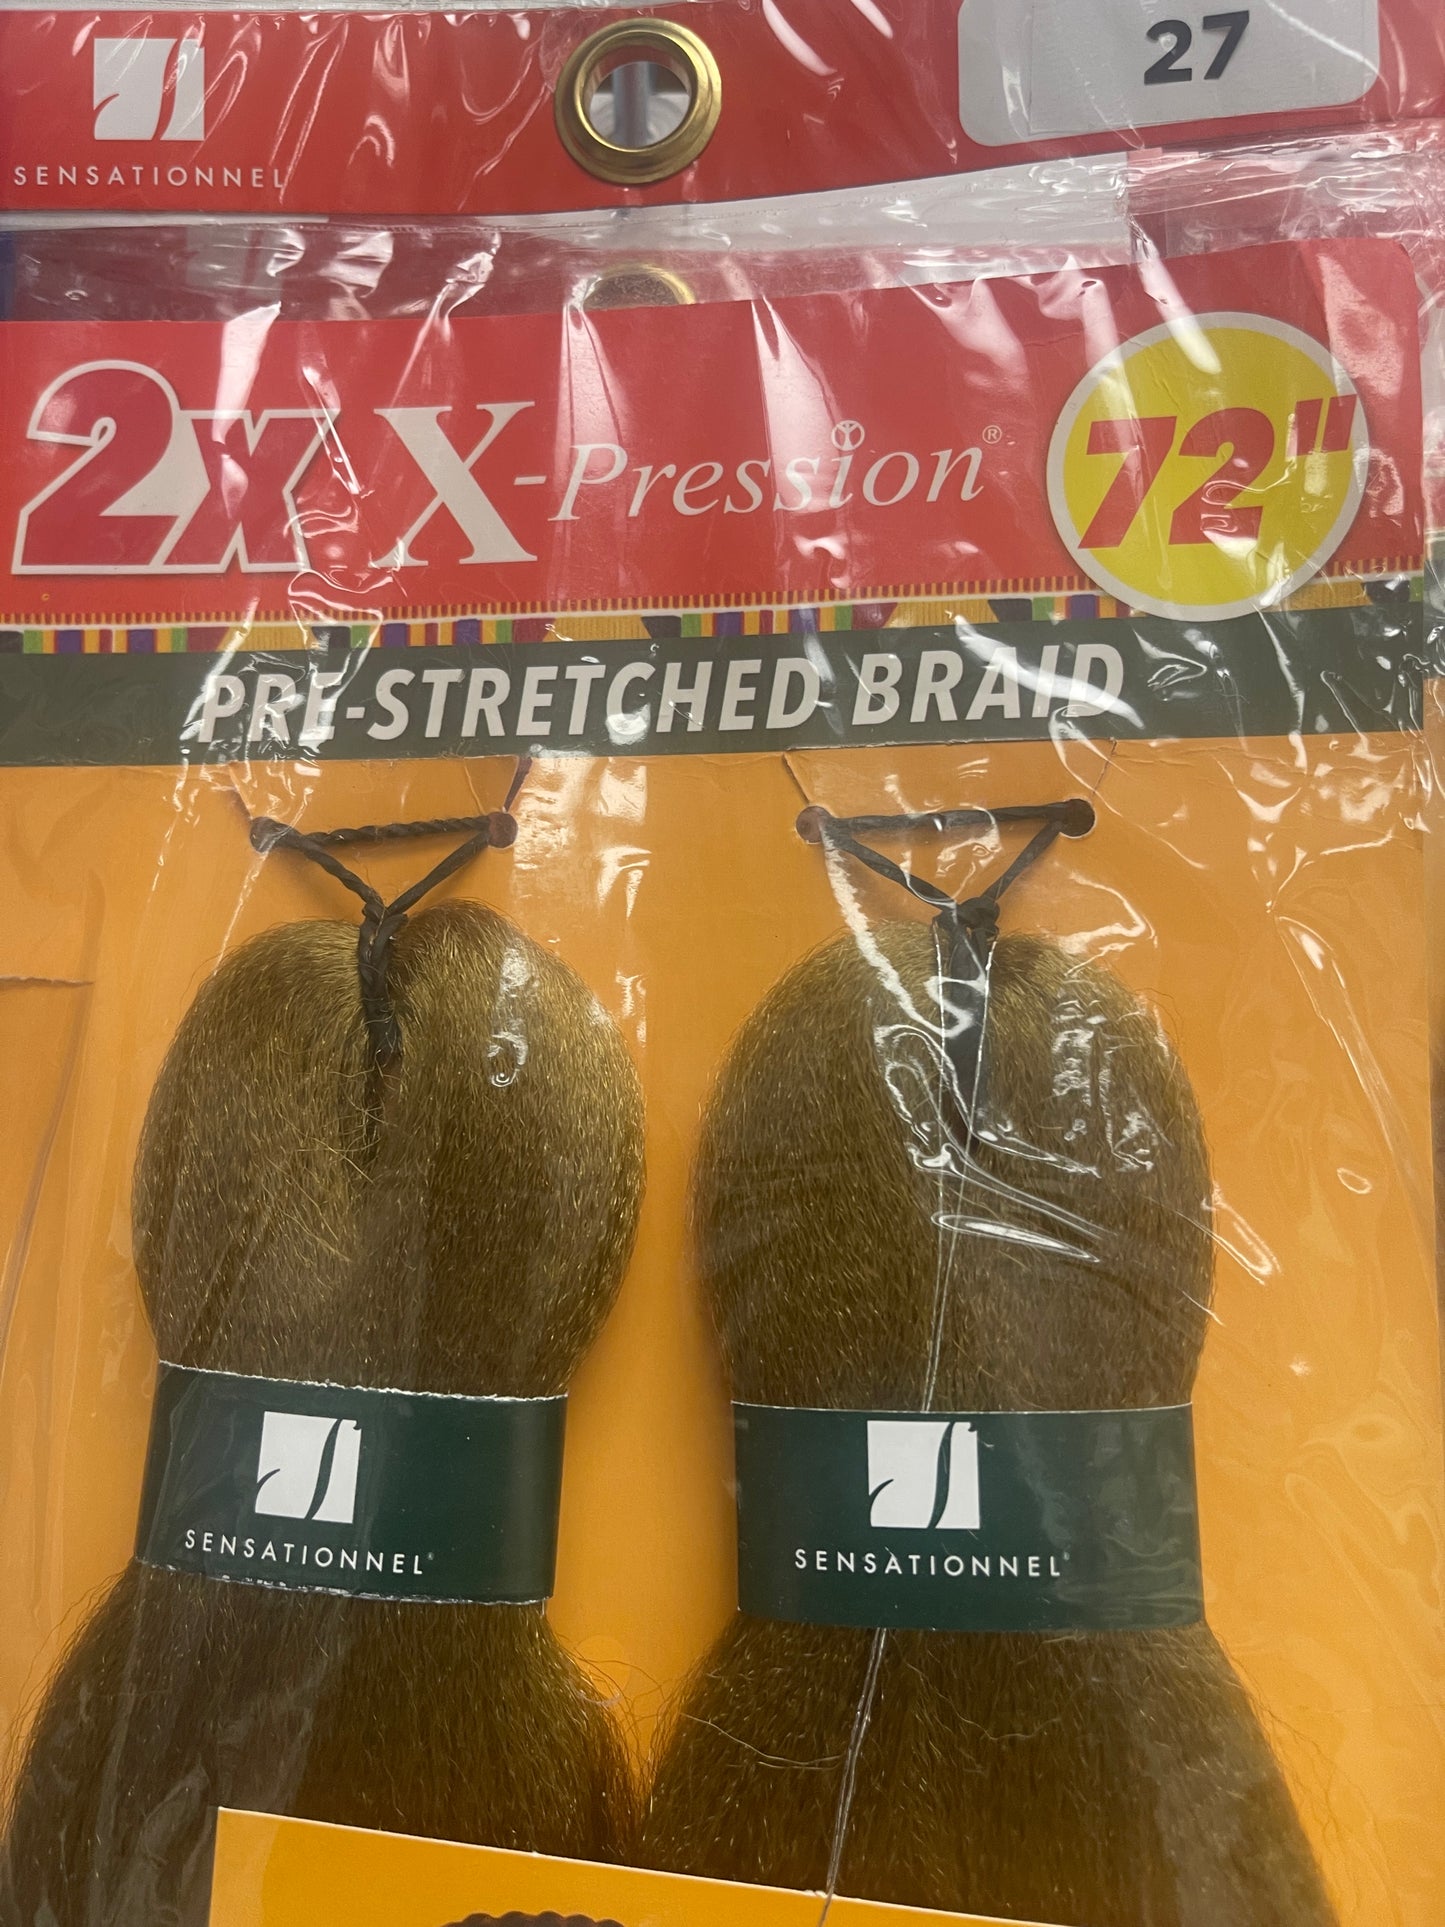 27
SENSATIONNEL
2x X-Pression® 72"
PRE-STRETCHED BRAID
SENSATIONNEL®
SENSATIONNEL®